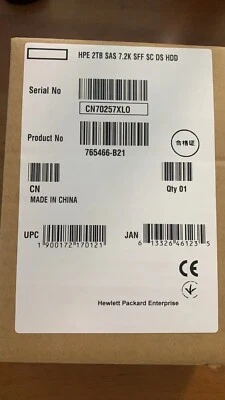 HPE 2TB SAS 7.2K SFF SC DS HDD
Serial No
CN70257XL0
Product No
765466-B21
合格证
CN
MADE IN CHINA
Qty 01
UPC
1 900172 170121
JAN
6 13326 46123 5
CE
Hewlett Packard Enterprise